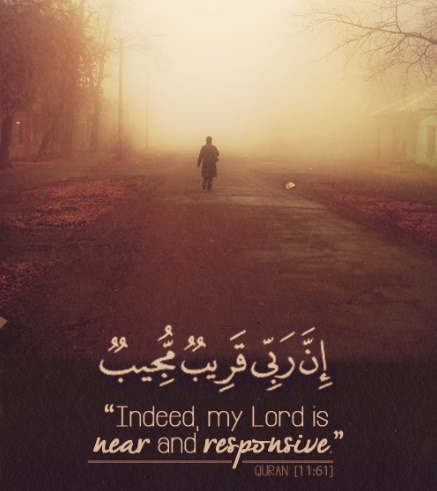 إِنَّ رَبِّي قَرِيبٌ مُّجِيبٌ
“Indeed, my Lord is
near and responsive.”
QURAN [11:61]